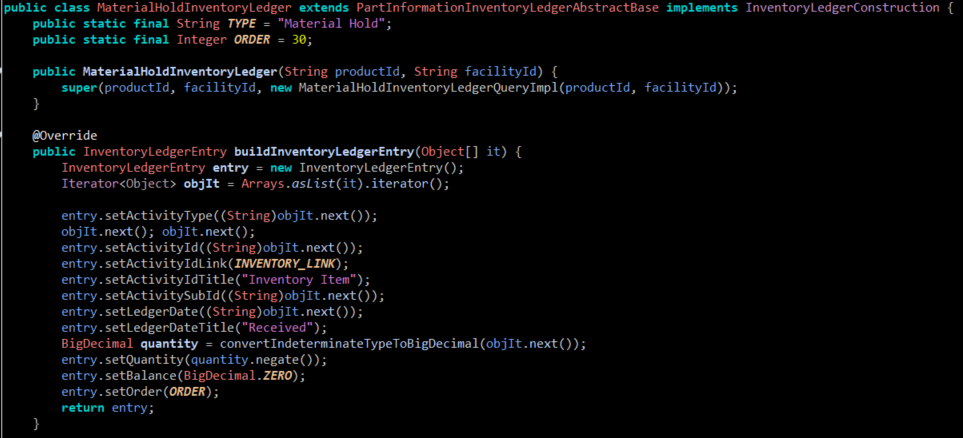 public class MaterialHoldInventoryLedger extends PartInformationInventoryLedgerAbstractBase implements InventoryLedgerConstruction {
    public static final String TYPE = "Material Hold";
    public static final Integer ORDER = 30;

    public MaterialHoldInventoryLedger(String productId, String facilityId) {
        super(productId, facilityId, new MaterialHoldInventoryLedgerQueryImpl(productId, facilityId));
    }

    @Override
    public InventoryLedgerEntry buildInventoryLedgerEntry(Object[] it) {
        InventoryLedgerEntry entry = new InventoryLedgerEntry();
        Iterator<Object> objIt = Arrays.asList(it).iterator();

        entry.setActivityType((String)objIt.next());
        objIt.next(); objIt.next();
        entry.setActivityId((String)objIt.next());
        entry.setActivityIdLink(INVENTORY_LINK);
        entry.setActivityIdTitle("Inventory Item");
        entry.setActivitySubId((String)objIt.next());
        entry.setLedgerDate((String)objIt.next());
        entry.setLedgerDateTitle("Received");
        BigDecimal quantity = convertIndeterminateTypeToBigDecimal(objIt.next());
        entry.setQuantity(quantity.negate());
        entry.setBalance(BigDecimal.ZERO);
        entry.setOrder(ORDER);
        return entry;
    }